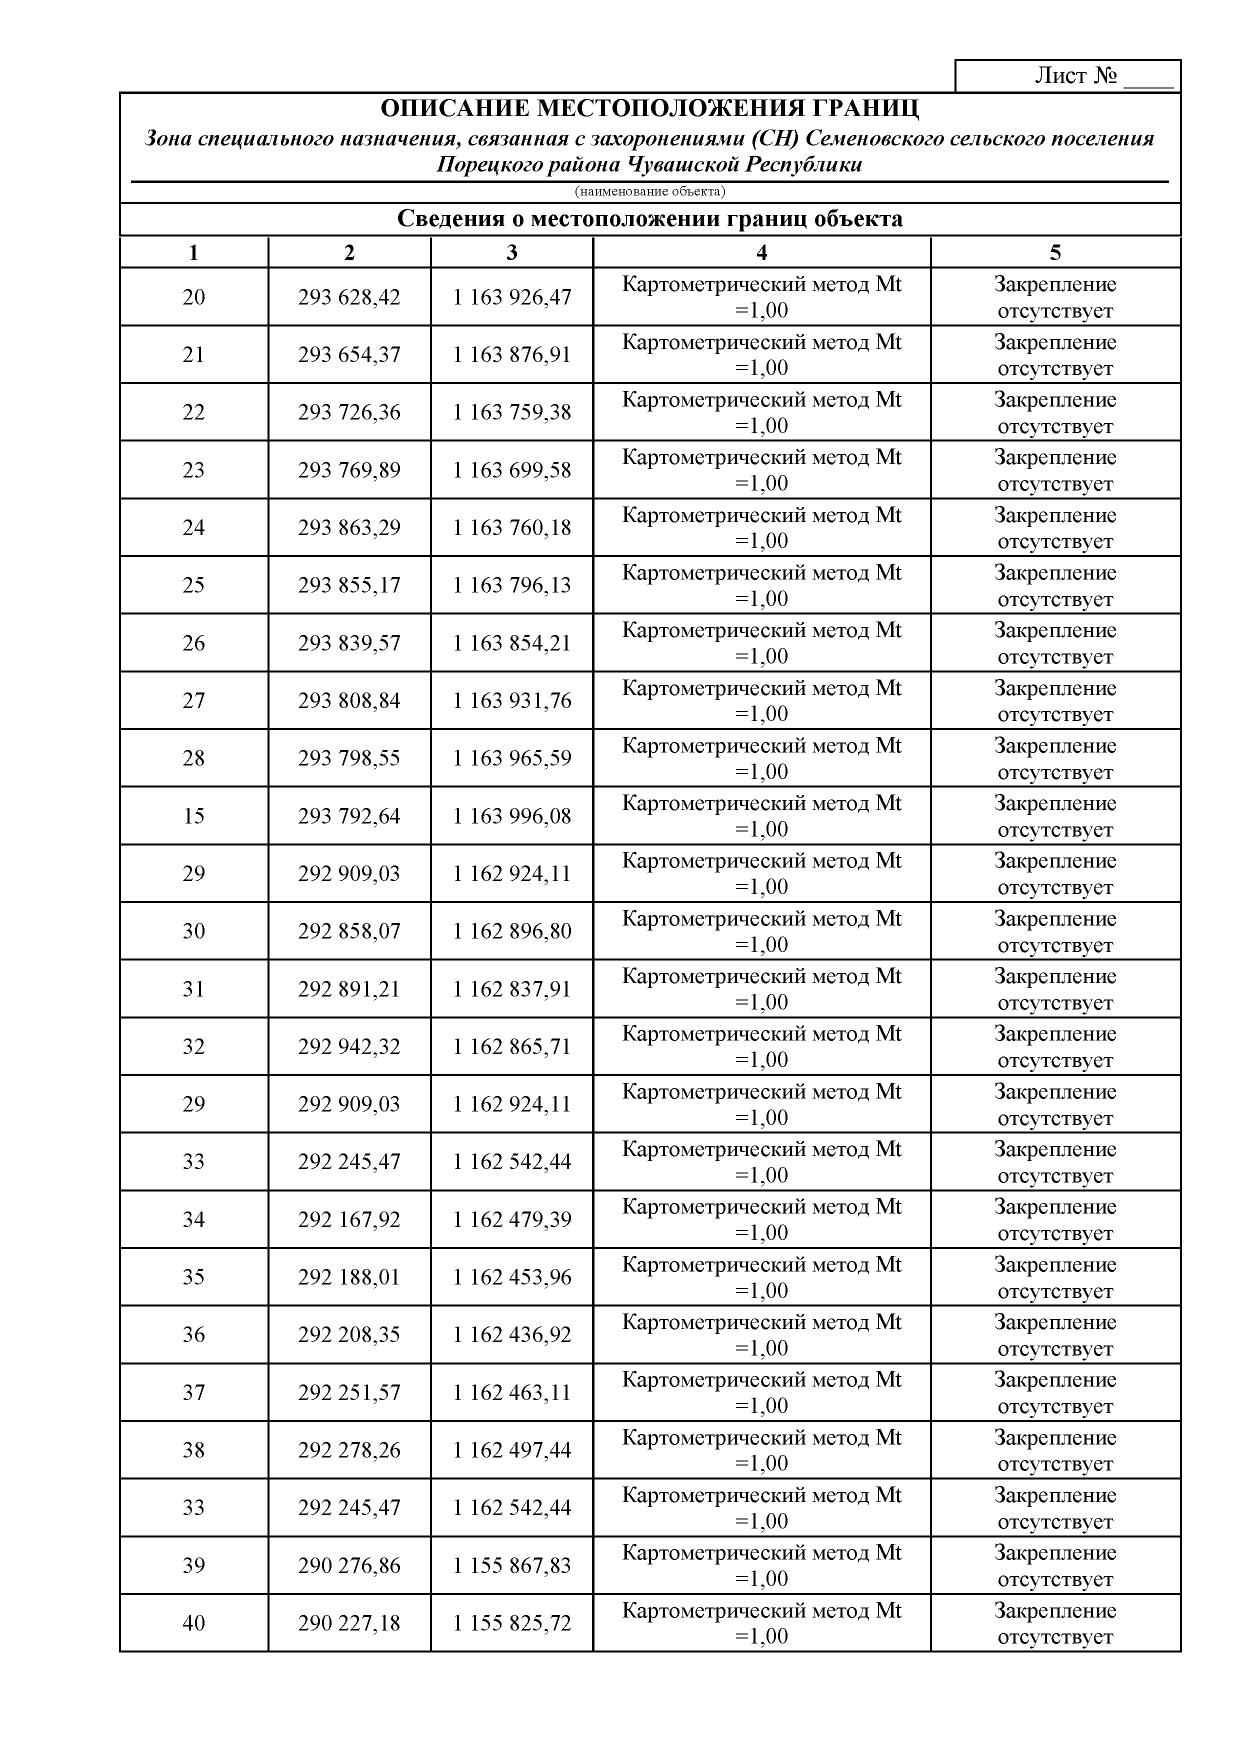 Лист № ____
ОПИСАНИЕ МЕСТОПОЛОЖЕНИЯ ГРАНИЦ
Зона специального назначения, связанная с захоронениями (СН) Семеновского сельского поселения
Порецкого района Чувашской Республики
(наименование объекта)
Сведения о местоположении границ объекта
1 2 3 4 5
20 293 628,42 1 163 926,47 Картометрический метод Mt =1,00 Закрепление отсутствует
21 293 654,37 1 163 876,91 Картометрический метод Mt =1,00 Закрепление отсутствует
22 293 726,36 1 163 759,38 Картометрический метод Mt =1,00 Закрепление отсутствует
23 293 769,89 1 163 699,58 Картометрический метод Mt =1,00 Закрепление отсутствует
24 293 863,29 1 163 760,18 Картометрический метод Mt =1,00 Закрепление отсутствует
25 293 855,17 1 163 796,13 Картометрический метод Mt =1,00 Закрепление отсутствует
26 293 839,57 1 163 854,21 Картометрический метод Mt =1,00 Закрепление отсутствует
27 293 808,84 1 163 931,76 Картометрический метод Mt =1,00 Закрепление отсутствует
28 293 798,55 1 163 965,59 Картометрический метод Mt =1,00 Закрепление отсутствует
15 293 792,64 1 163 996,08 Картометрический метод Mt =1,00 Закрепление отсутствует
29 292 909,03 1 162 924,11 Картометрический метод Mt =1,00 Закрепление отсутствует
30 292 858,07 1 162 896,80 Картометрический метод Mt =1,00 Закрепление отсутствует
31 292 891,21 1 162 837,91 Картометрический метод Mt =1,00 Закрепление отсутствует
32 292 942,32 1 162 865,71 Картометрический метод Mt =1,00 Закрепление отсутствует
29 292 909,03 1 162 924,11 Картометрический метод Mt =1,00 Закрепление отсутствует
33 292 245,47 1 162 542,44 Картометрический метод Mt =1,00 Закрепление отсутствует
34 292 167,92 1 162 479,39 Картометрический метод Mt =1,00 Закрепление отсутствует
35 292 188,01 1 162 453,96 Картометрический метод Mt =1,00 Закрепление отсутствует
36 292 208,35 1 162 436,92 Картометрический метод Mt =1,00 Закрепление отсутствует
37 292 251,57 1 162 463,11 Картометрический метод Mt =1,00 Закрепление отсутствует
38 292 278,26 1 162 497,44 Картометрический метод Mt =1,00 Закрепление отсутствует
33 292 245,47 1 162 542,44 Картометрический метод Mt =1,00 Закрепление отсутствует
39 290 276,86 1 155 867,83 Картометрический метод Mt =1,00 Закрепление отсутствует
40 290 227,18 1 155 825,72 Картометрический метод Mt =1,00 Закрепление отсутствует